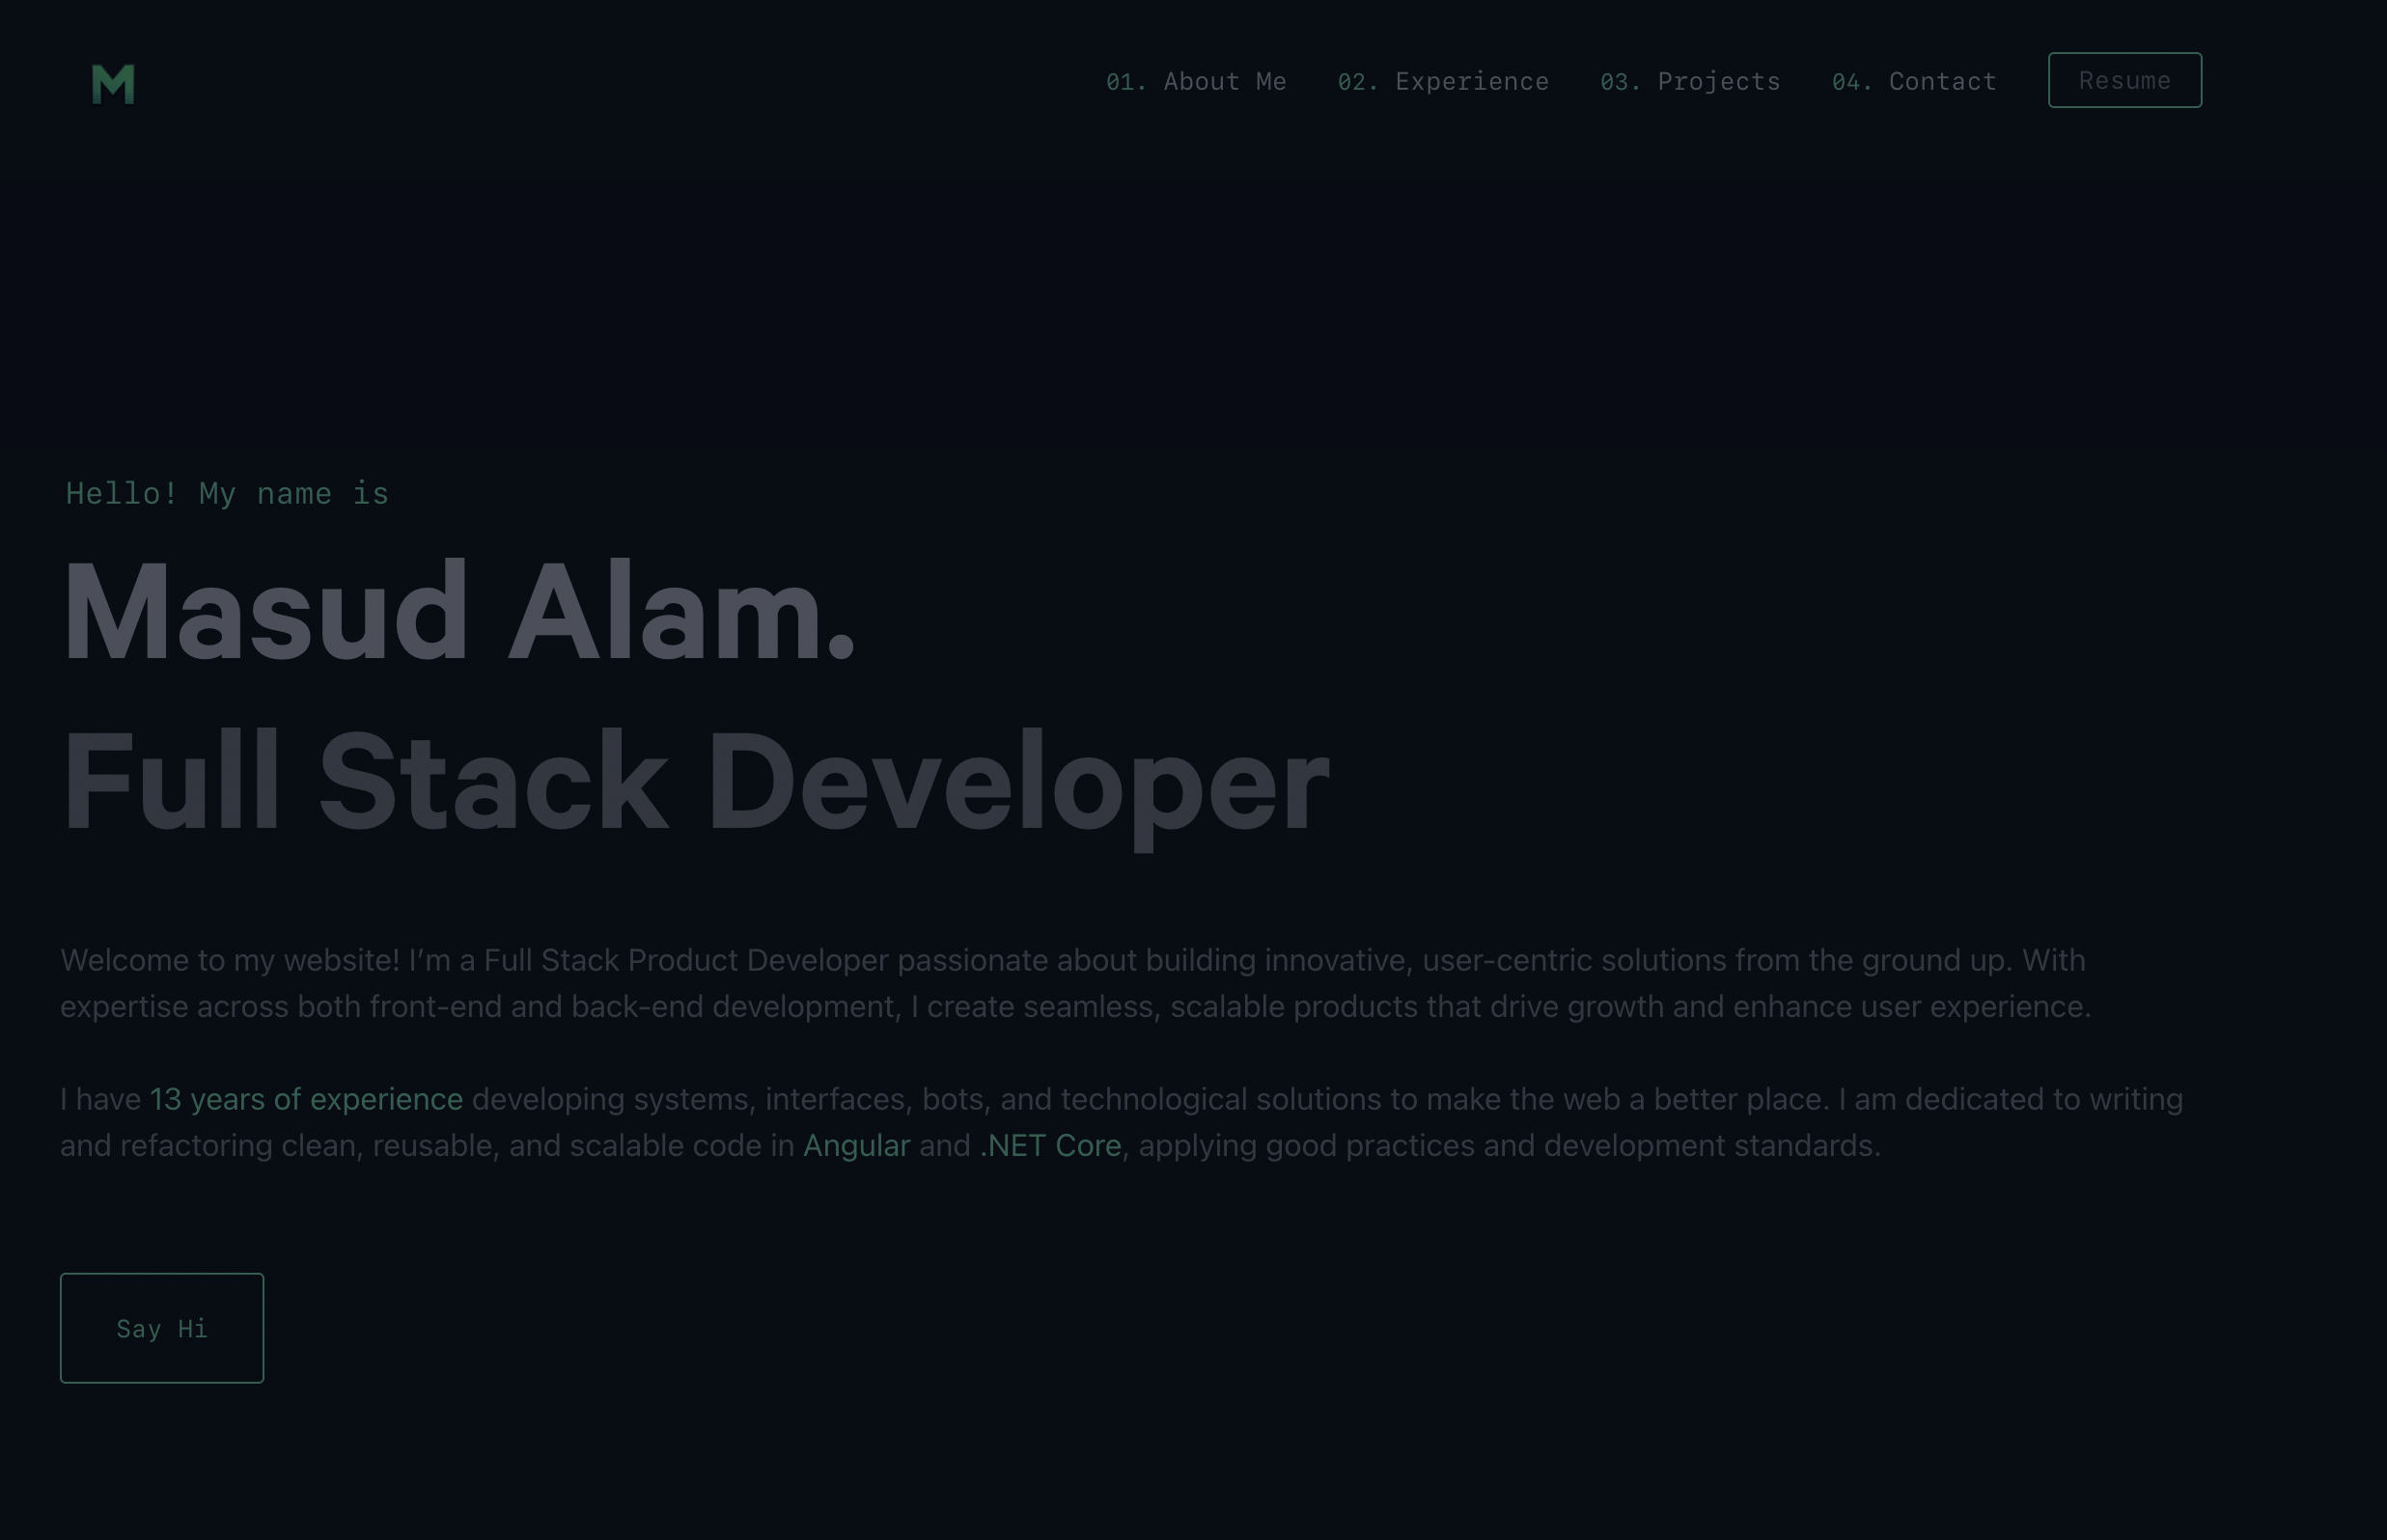 M
01. About Me 02. Experience 03. Projects 04. Contact Resume
Hello! My name is
Masud Alam.
Full Stack Developer
Welcome to my website! I’m a Full Stack Product Developer passionate about building innovative, user-centric solutions from the ground up. With
expertise across both front-end and back-end development, I create seamless, scalable products that drive growth and enhance user experience.
I have 13 years of experience developing systems, interfaces, bots, and technological solutions to make the web a better place. I am dedicated to writing
and refactoring clean, reusable, and scalable code in Angular and .NET Core, applying good practices and development standards.
Say Hi